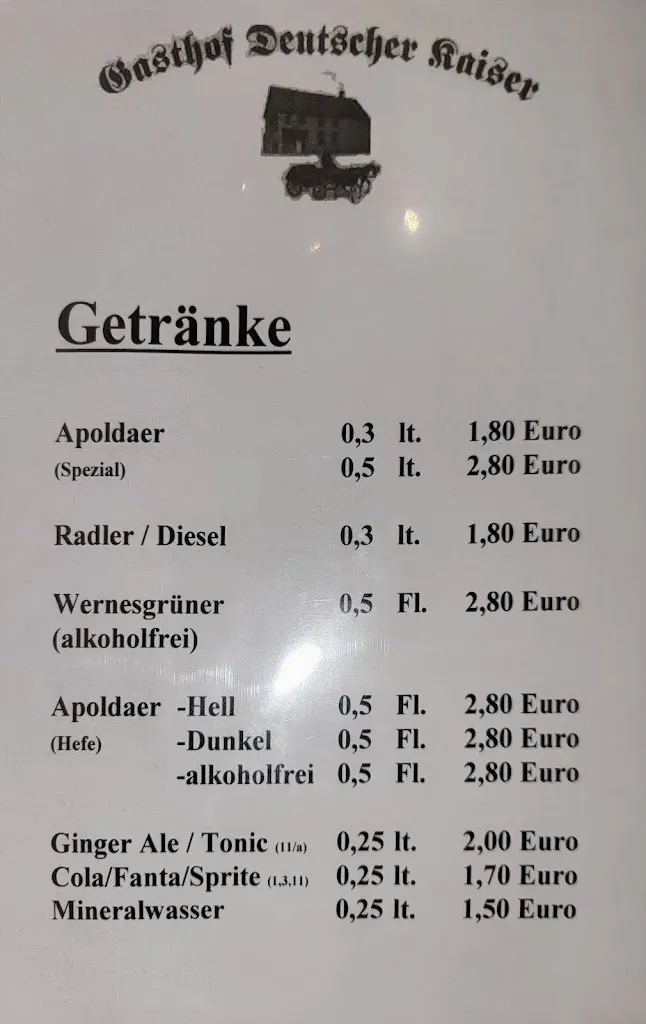 Gasthof Deutscher Kaiser
Getränke
Apoldaer 0,3 lt. 1,80 Euro
(Spezial) 0,5 lt. 2,80 Euro
Radler / Diesel 0,3 lt. 1,80 Euro
Wernesgrüner 0,5 Fl. 2,80 Euro
(alkoholfrei)
Apoldaer -Hell 0,5 Fl. 2,80 Euro
(Hefe) -Dunkel 0,5 Fl. 2,80 Euro
-alkoholfrei 0,5 Fl. 2,80 Euro
Ginger Ale / Tonic (11/a) 0,25 lt. 2,00 Euro
Cola/Fanta/Sprite (1,3,11) 0,25 lt. 1,70 Euro
Mineralwasser 0,25 lt. 1,50 Euro